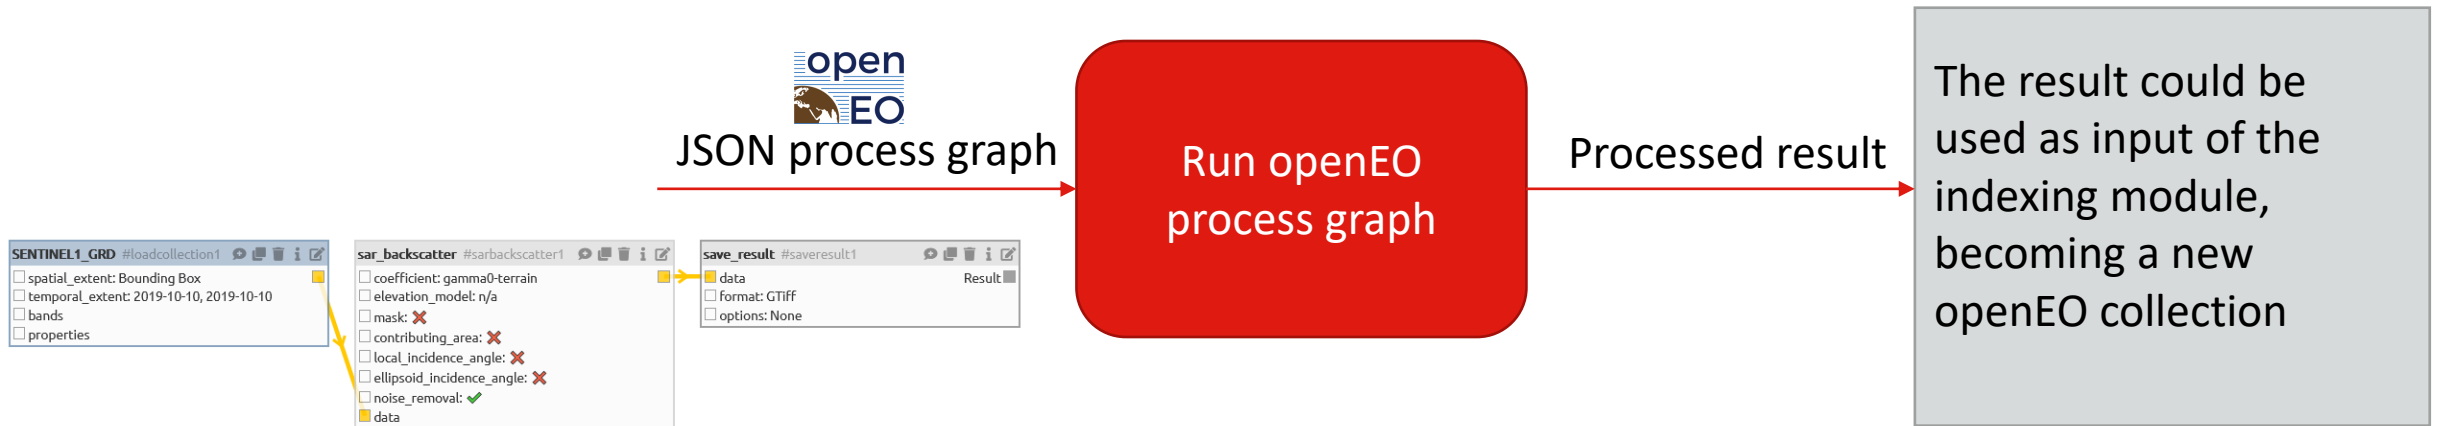 open
EO
JSON process graph
Run openEO
process graph
Processed result
The result could be
used as input of the
indexing module,
becoming a new
openEO collection
SENTINEL1_GRD #loadcollection1
spatial_extent: Bounding Box
temporal_extent: 2019-10-10, 2019-10-10
bands
properties
sar_backscatter #sarbackscatter1
coefficient: gamma0-terrain
elevation_model: n/a
mask:
contributing_area:
local_incidence_angle:
ellipsoid_incidence_angle:
noise_removal:
data
save_result #saveresult1
data Result
format: GTiff
options: None